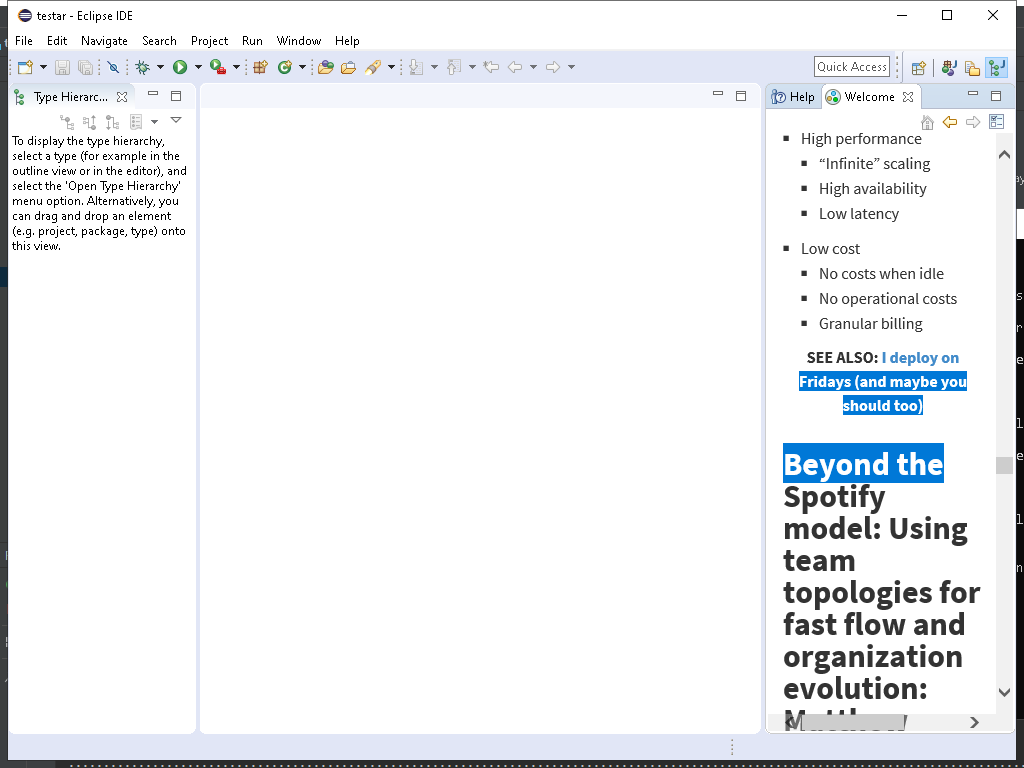 testar - Eclipse IDE
File Edit Navigate Search Project Run Window Help
Quick Access
Type Hierarc...
Help
Welcome
To display the type hierarchy,
select a type (for example in the
outline view or in the editor), and
select the 'Open Type Hierarchy'
menu option. Alternatively, you
can drag and drop an element
(e.g. project, package, type) onto
this view.
High performance
“Infinite” scaling
High availability
Low latency
Low cost
No costs when idle
No operational costs
Granular billing
SEE ALSO: I deploy on
Fridays (and maybe you
should too)
Beyond the
Spotify
model: Using
team
topologies for
fast flow and
organization
evolution: